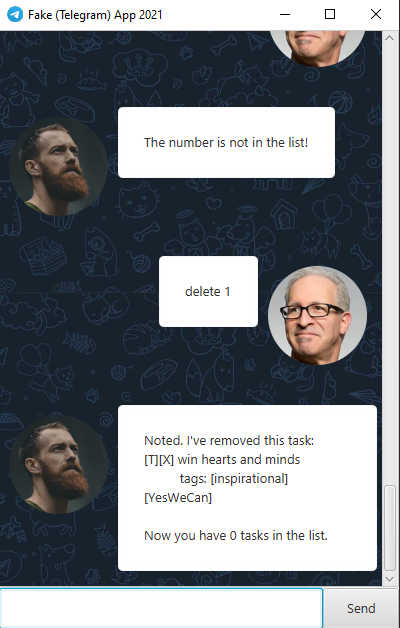 Fake (Telegram) App 2021
The number is not in the list!
delete 1
Noted. I've removed this task:
[T][X] win hearts and minds
tags: [inspirational]
[YesWeCan]
Now you have 0 tasks in the list.
Send